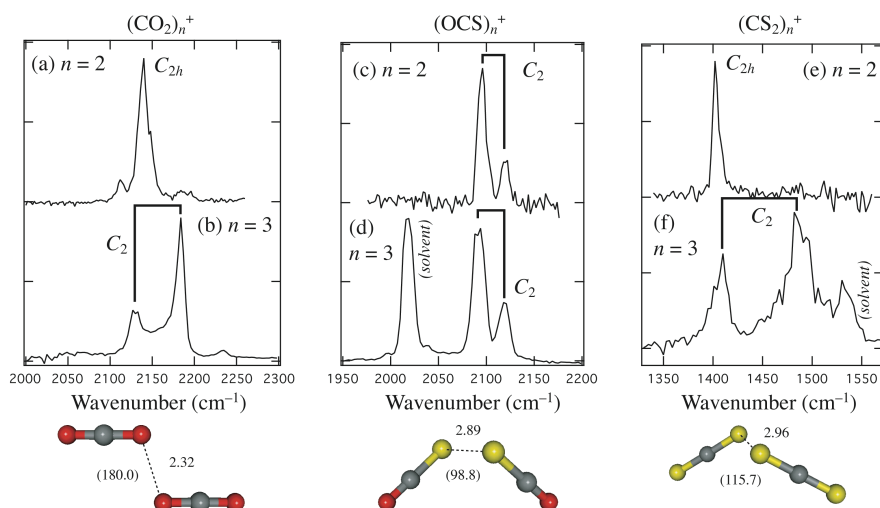 (CO₂)ₙ⁺ (OCS)ₙ⁺ (CS₂)ₙ⁺
(a) n = 2 C₂ₕ (c) n = 2 C₂ C₂ₕ (e) n = 2
C₂ (b) n = 3 (d) n = 3 (solvent) C₂ C₂ (f) n = 3 (solvent)
2000 2050 2100 2150 2200 2250 2300 1950 2000 2050 2100 2150 2200 1350 1400 1450 1500 1550
Wavenumber (cm⁻¹) Wavenumber (cm⁻¹) Wavenumber (cm⁻¹)
2.32 2.89 2.96
(180.0) (98.8) (115.7)